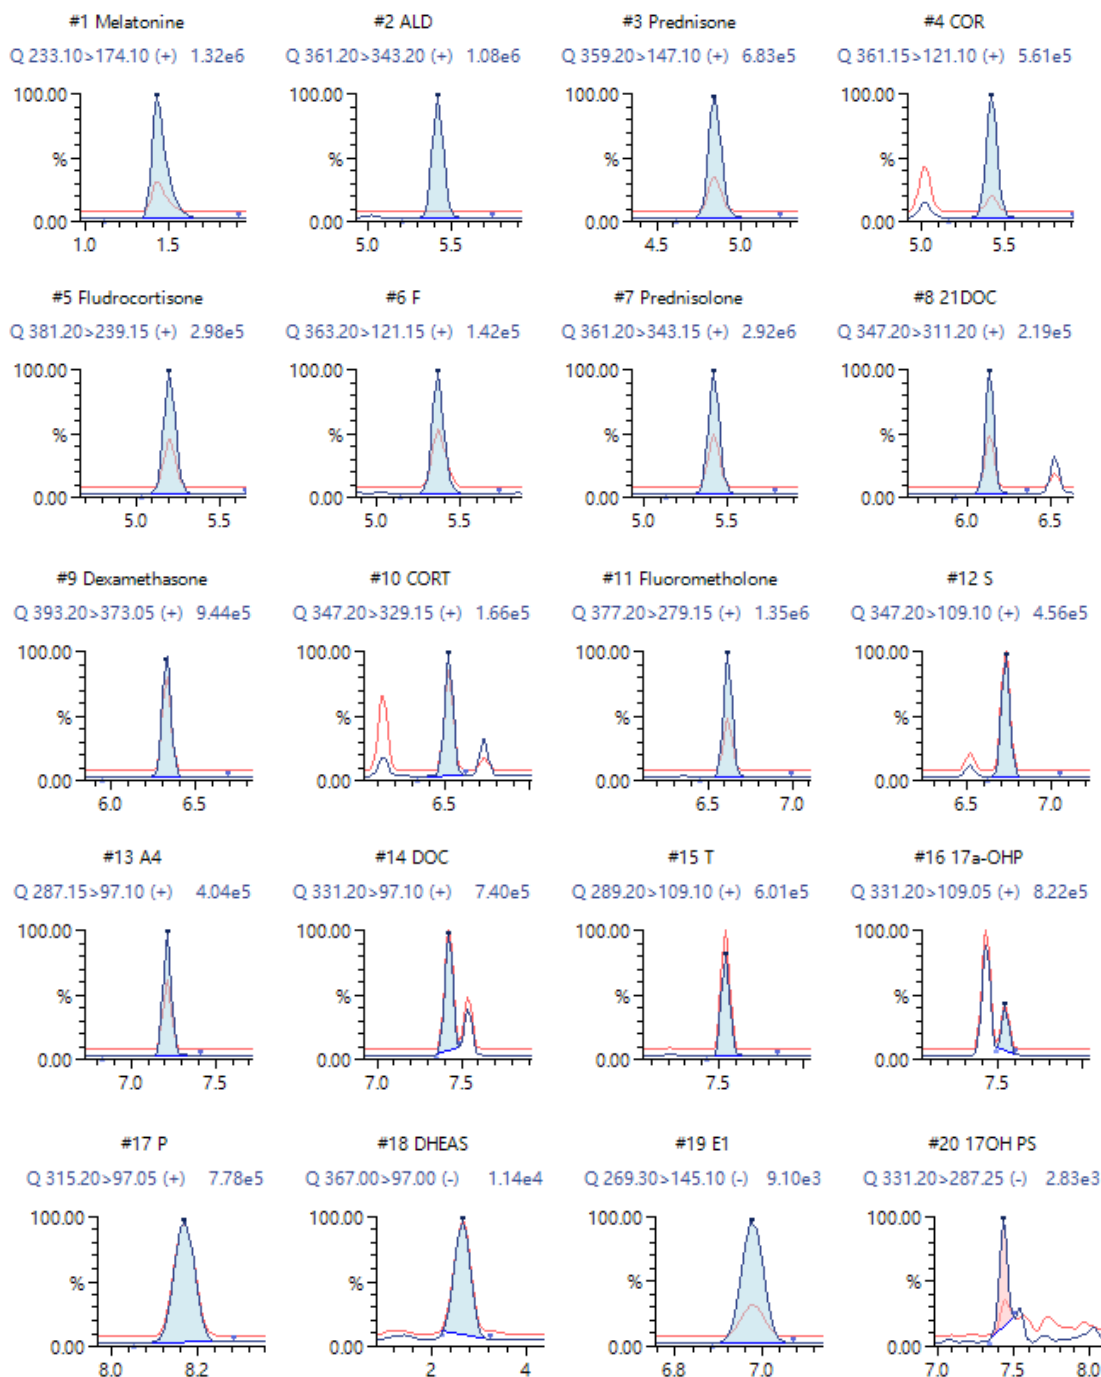 #1 Melatonine
Q 233.10>174.10 (+) 1.32e6
100.00
%
0.00
1.0 1.5
#2 ALD
Q 361.20>343.20 (+) 1.08e6
100.00
%
0.00
5.0 5.5
#3 Prednisone
Q 359.20>147.10 (+) 6.83e5
100.00
%
0.00
4.5 5.0
#4 COR
Q 361.15>121.10 (+) 5.61e5
100.00
%
0.00
5.0 5.5
#5 Fludrocortisone
Q 381.20>239.15 (+) 2.98e5
100.00
%
0.00
5.0 5.5
#6 F
Q 363.20>121.15 (+) 1.42e5
100.00
%
0.00
5.0 5.5
#7 Prednisolone
Q 361.20>343.15 (+) 2.92e6
100.00
%
0.00
5.0 5.5
#8 21DOC
Q 347.20>311.20 (+) 2.19e5
100.00
%
0.00
6.0 6.5
#9 Dexamethasone
Q 393.20>373.05 (+) 9.44e5
100.00
%
0.00
6.0 6.5
#10 CORT
Q 347.20>329.15 (+) 1.66e5
100.00
%
0.00
6.5
#11 Fluorometholone
Q 377.20>279.15 (+) 1.35e6
100.00
%
0.00
6.5 7.0
#12 S
Q 347.20>109.10 (+) 4.56e5
100.00
%
0.00
6.5 7.0
#13 A4
Q 287.15>97.10 (+) 4.04e5
100.00
%
0.00
7.0 7.5
#14 DOC
Q 331.20>97.10 (+) 7.40e5
100.00
%
0.00
7.0 7.5
#15 T
Q 289.20>109.10 (+) 6.01e5
100.00
%
0.00
7.5
#16 17a-OHP
Q 331.20>109.05 (+) 8.22e5
100.00
%
0.00
7.5
#17 P
Q 315.20>97.05 (+) 7.78e5
100.00
%
0.00
8.0 8.2
#18 DHEAS
Q 367.00>97.00 (-) 1.14e4
100.00
%
0.00
2 4
#19 E1
Q 269.30>145.10 (-) 9.10e3
100.00
%
0.00
6.8 7.0
#20 17OH PS
Q 331.20>287.25 (-) 2.83e3
100.00
%
0.00
7.0 7.5 8.0